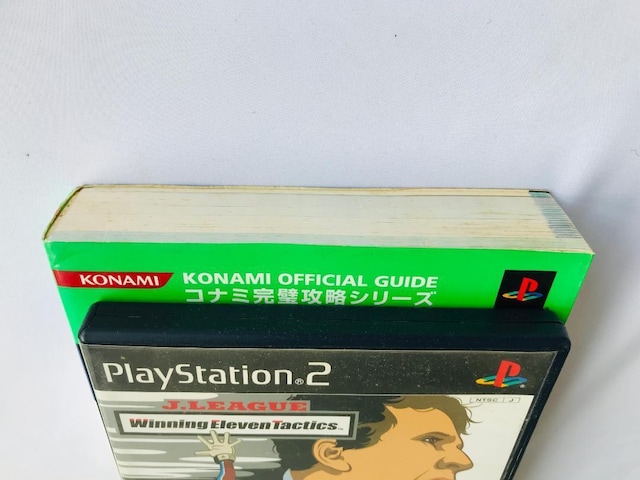 KONAMI
KONAMI OFFICIAL GUIDE
コナミ完璧攻略シリーズ
PlayStation®2
NTSC J
J.LEAGUE
Winning Eleven Tactics™